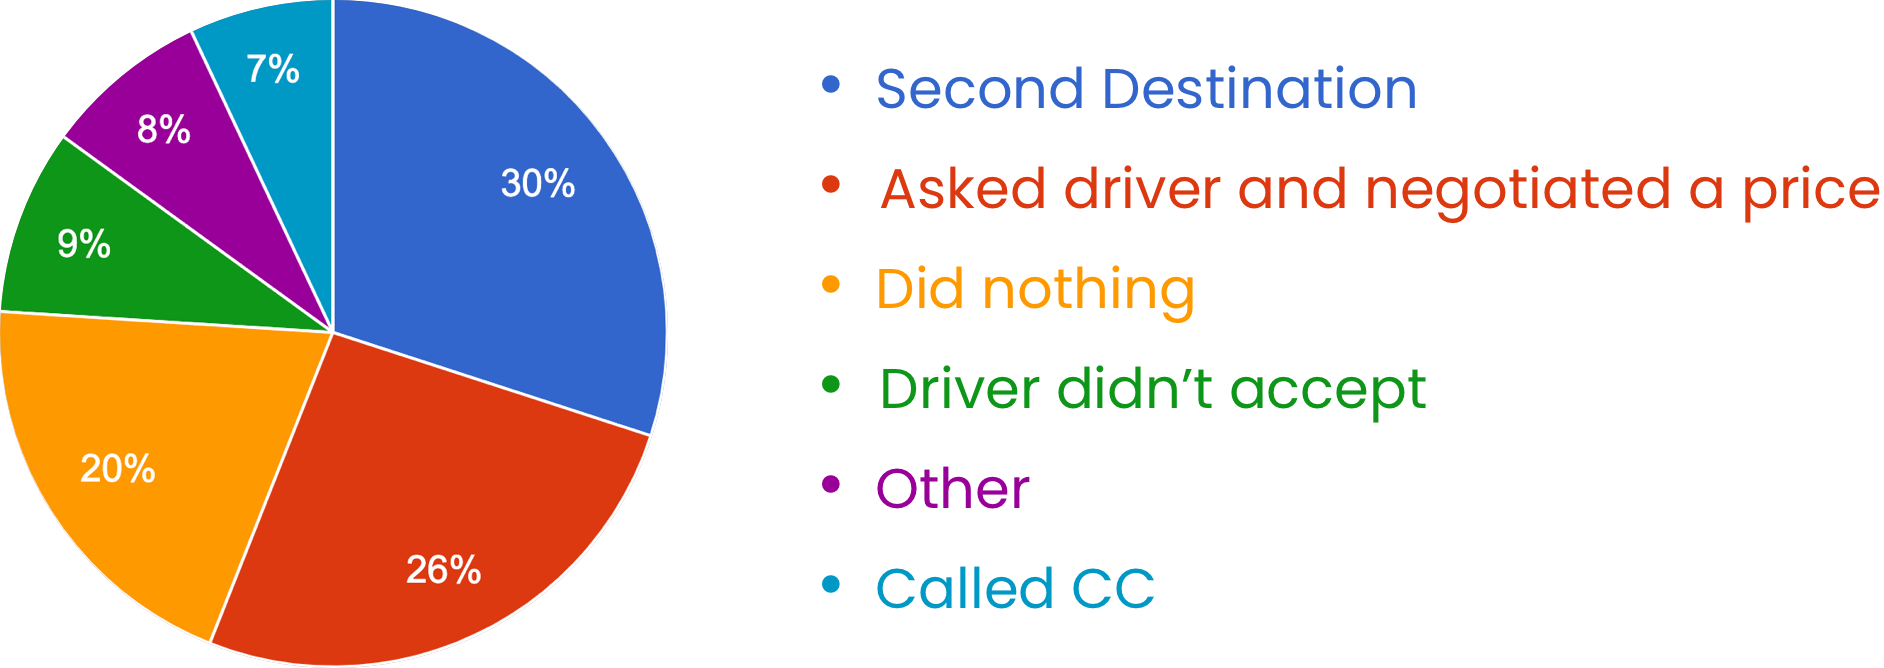 7%
30%
8%
9%
20%
26%
• Second Destination
• Asked driver and negotiated a price
• Did nothing
• Driver didn’t accept
• Other
• Called CC